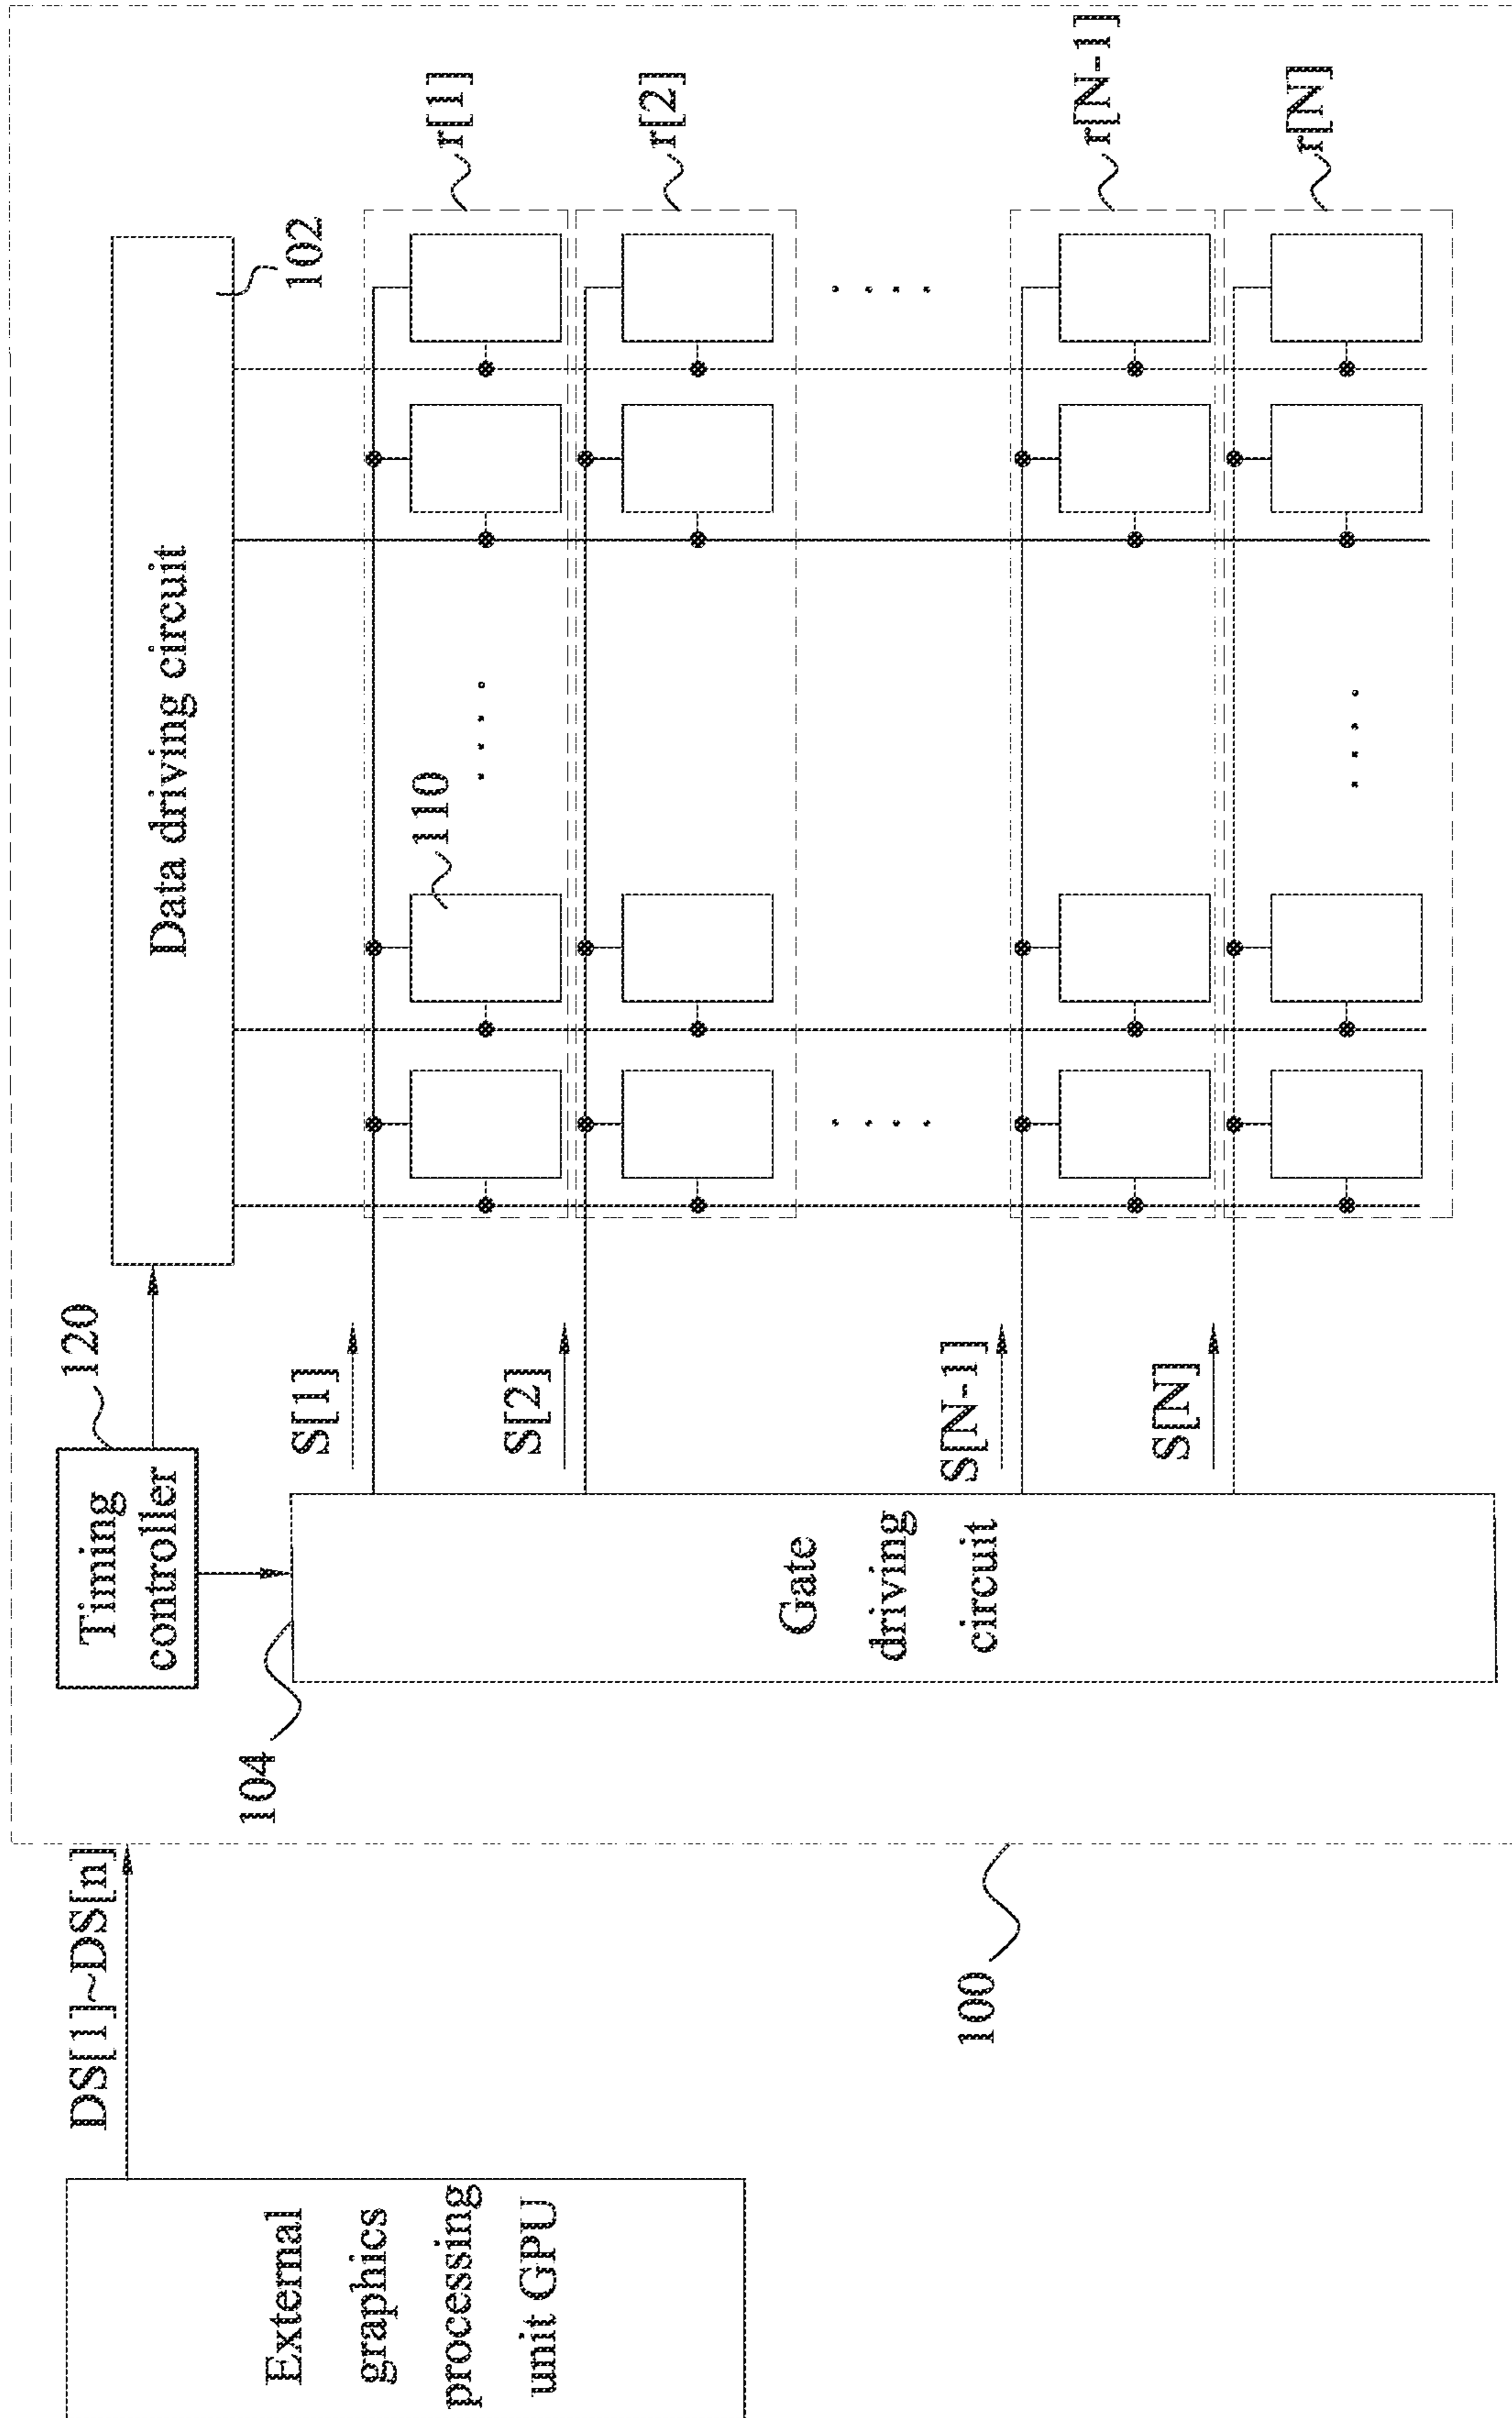 External
graphics
processing
unit GPU
DS[1]~DS[n]
100
Timing
controller
120
104
Gate
driving
circuit
Data driving circuit
102
S[1]
S[2]
S[N-1]
S[N]
110
r[1]
r[2]
r[N-1]
r[N]